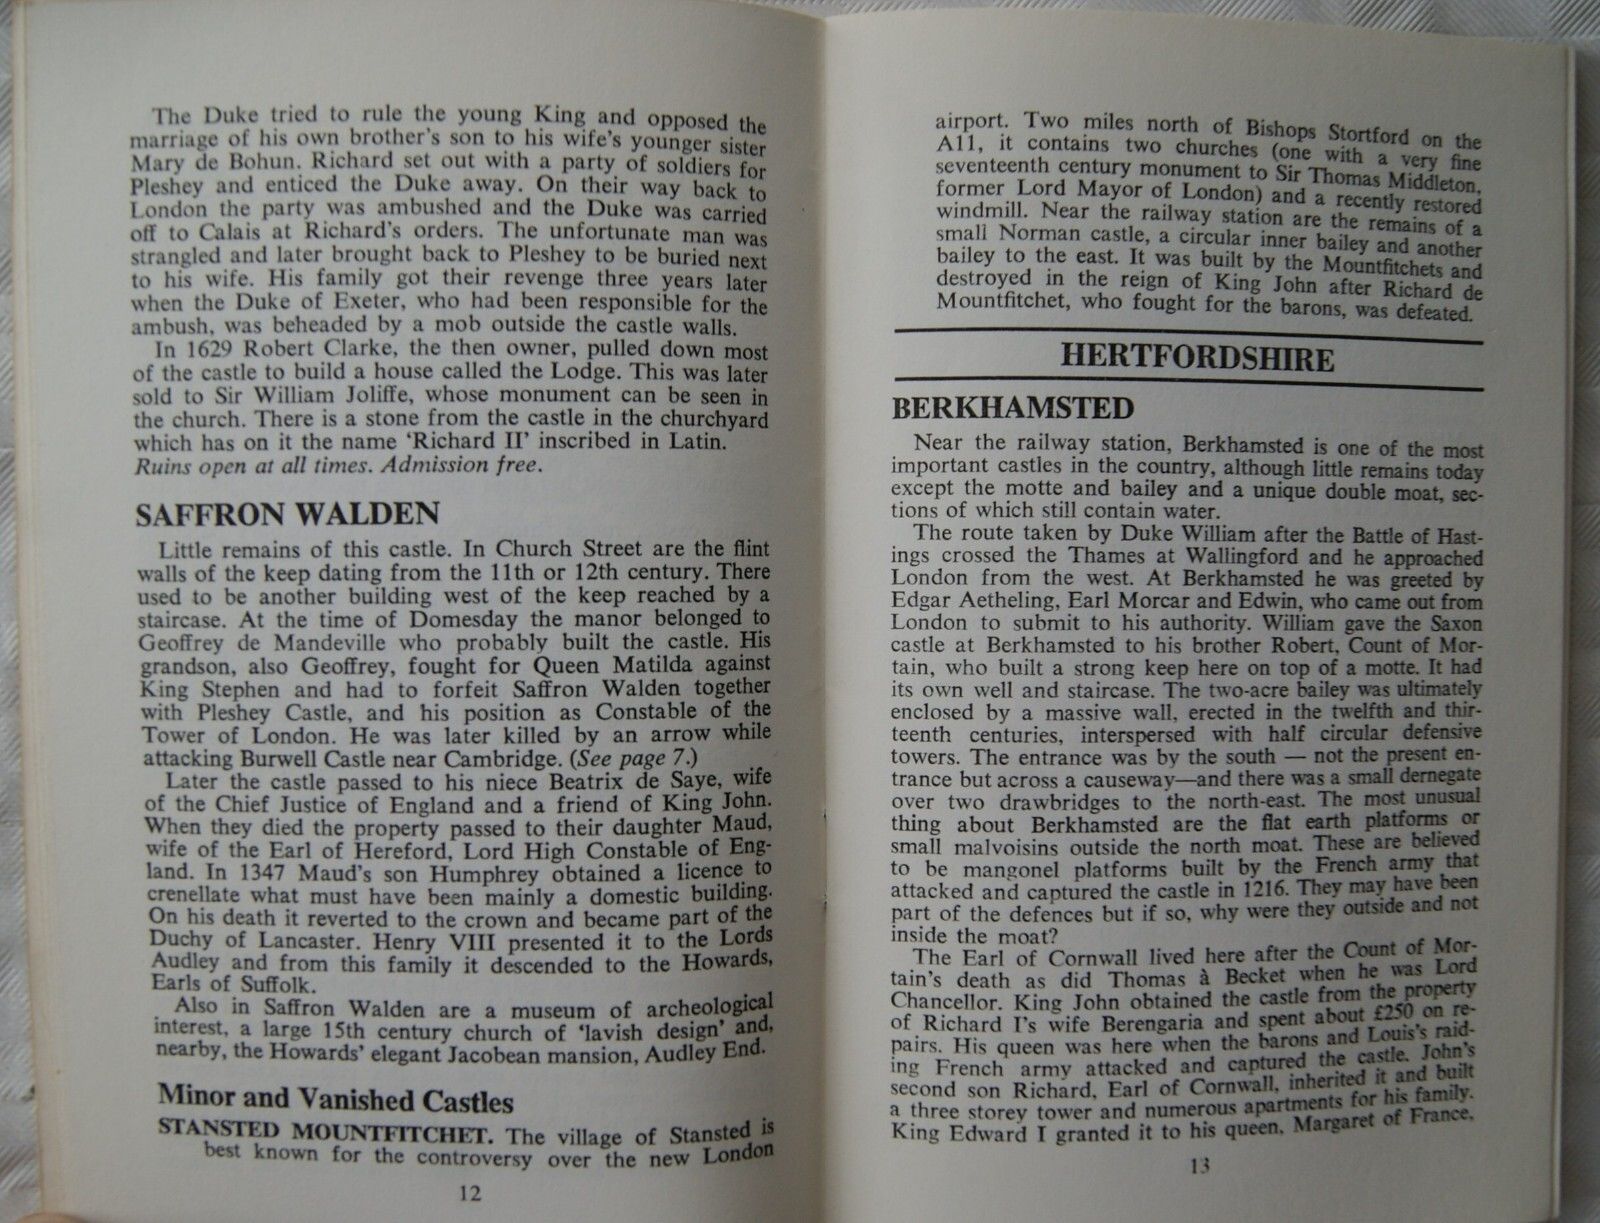 The Duke tried to rule the young King and opposed the
marriage of his own brother's son to his wife's younger sister
Mary de Bohun. Richard set out with a party of soldiers for
Pleshey and enticed the Duke away. On their way back to
London the party was ambushed and the Duke was carried
off to Calais at Richard's orders. The unfortunate man was
strangled and later brought back to Pleshey to be buried next
to his wife. His family got their revenge three years later
when the Duke of Exeter, who had been responsible for the
ambush, was beheaded by a mob outside the castle walls.
In 1629 Robert Clarke, the then owner, pulled down most
of the castle to build a house called the Lodge. This was later
sold to Sir William Joliffe, whose monument can be seen in
the church. There is a stone from the castle in the churchyard
which has on it the name ‘Richard II’ inscribed in Latin.
Ruins open at all times. Admission free.
SAFFRON WALDEN
Little remains of this castle. In Church Street are the flint
walls of the keep dating from the 11th or 12th century. There
used to be another building west of the keep reached by a
staircase. At the time of Domesday the manor belonged to
Geoffrey de Mandeville who probably built the castle. His
grandson, also Geoffrey, fought for Queen Matilda against
King Stephen and had to forfeit Saffron Walden together
with Pleshey Castle, and his position as Constable of the
Tower of London. He was later killed by an arrow while
attacking Burwell Castle near Cambridge. (See page 7.)
Later the castle passed to his niece Beatrix de Saye, wife
of the Chief Justice of England and a friend of King John.
When they died the property passed to their daughter Maud,
wife of the Earl of Hereford, Lord High Constable of Eng-
land. In 1347 Maud's son Humphrey obtained a licence to
crenellate what must have been mainly a domestic building.
On his death it reverted to the crown and became part of the
Duchy of Lancaster. Henry VIII presented it to the Lords
Audley and from this family it descended to the Howards,
Earls of Suffolk.
Also in Saffron Walden are a museum of archeological
interest, a large 15th century church of ‘lavish design’ and,
nearby, the Howards’ elegant Jacobean mansion, Audley End.
Minor and Vanished Castles
STANSTED MOUNTFITCHET. The village of Stansted is
best known for the controversy over the new London
12
airport. Two miles north of Bishops Stortford on the
A11, it contains two churches (one with a very fine
seventeenth century monument to Sir Thomas Middleton,
former Lord Mayor of London) and a recently restored
windmill. Near the railway station are the remains of a
small Norman castle, a circular inner bailey and another
bailey to the east. It was built by the Mountfitchets and
destroyed in the reign of King John after Richard de
Mountfitchet, who fought for the barons, was defeated.
HERTFORDSHIRE
BERKHAMSTED
Near the railway station, Berkhamsted is one of the most
important castles in the country, although little remains today
except the motte and bailey and a unique double moat, sec-
tions of which still contain water.
The route taken by Duke William after the Battle of Hast-
ings crossed the Thames at Wallingford and he approached
London from the west. At Berkhamsted he was greeted by
Edgar Aetheling, Earl Morcar and Edwin, who came out from
London to submit to his authority. William gave the Saxon
castle at Berkhamsted to his brother Robert, Count of Mor-
tain, who built a strong keep here on top of a motte. It had
its own well and staircase. The two-acre bailey was ultimately
enclosed by a massive wall, erected in the twelfth and thir-
teenth centuries, interspersed with half circular defensive
towers. The entrance was by the south — not the present en-
trance but across a causeway—and there was a small dernegate
over two drawbridges to the north-east. The most unusual
thing about Berkhamsted are the flat earth platforms or
small malvoisins outside the north moat. These are believed
to be mangonel platforms built by the French army that
attacked and captured the castle in 1216. They may have been
part of the defences but if so, why were they outside and not
inside the moat?
The Earl of Cornwall lived here after the Count of Mor-
tain's death as did Thomas à Becket when he was Lord
Chancellor. King John obtained the castle from the property
of Richard I's wife Berengaria and spent about £250 on re-
pairs. His queen was here when the barons and Louis's raid-
ing French army attacked and captured the castle. John's
second son Richard, Earl of Cornwall, inherited it and built
a three storey tower and numerous apartments for his family.
King Edward I granted it to his queen, Margaret of France,
13